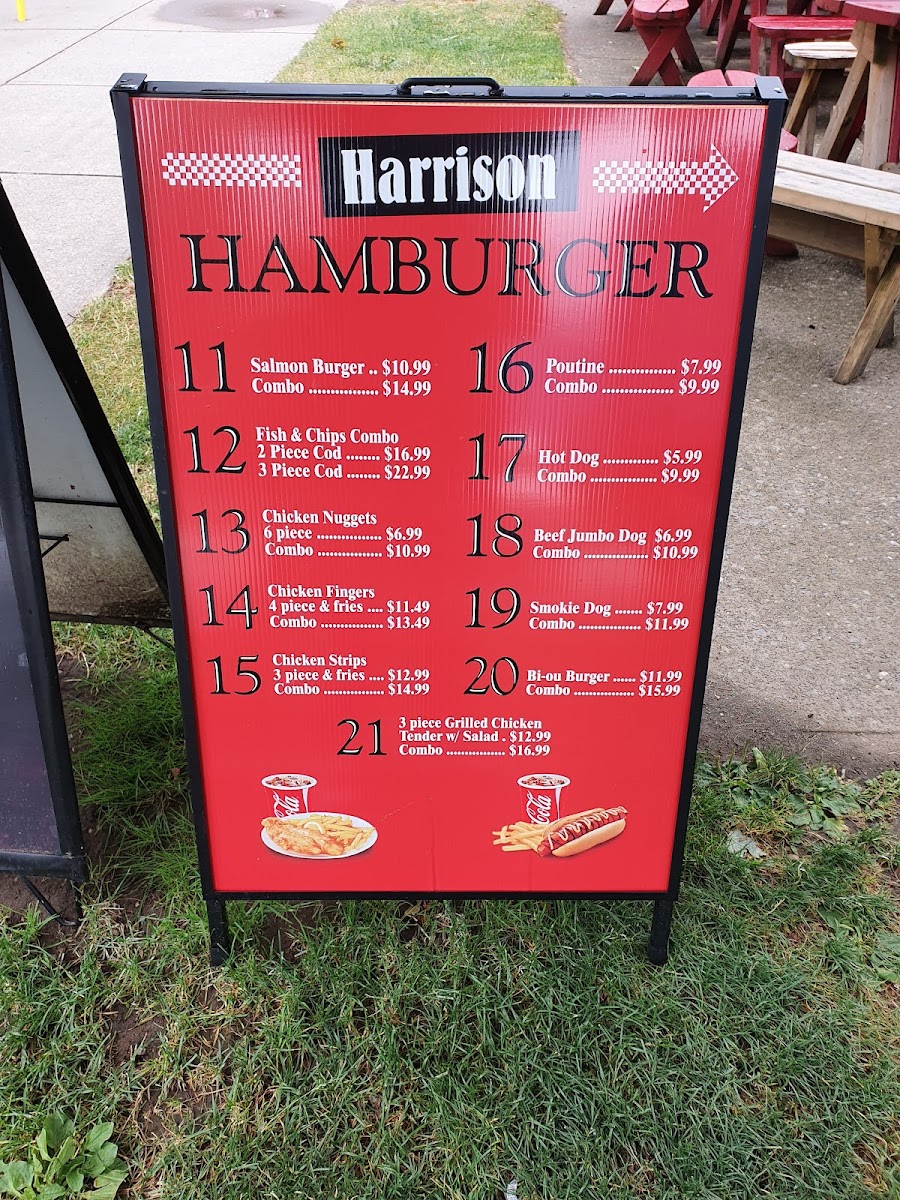 Harrison
HAMBURGER
11
Salmon Burger .. $10.99
Combo ................ $14.99
12
Fish & Chips Combo
2 Piece Cod ........ $16.99
3 Piece Cod ........ $22.99
13
Chicken Nuggets
6 piece ............... $6.99
Combo ............... $10.99
14
Chicken Fingers
4 piece & fries .... $11.49
Combo ................ $13.49
15
Chicken Strips
3 piece & fries .... $12.99
Combo ............... $14.99
16
Poutine ............... $7.99
Combo ................. $9.99
17
Hot Dog ............. $5.99
Combo ................ $9.99
18
Beef Jumbo Dog $6.99
Combo ................ $10.99
19
Smokie Dog ....... $7.99
Combo ................ $11.99
20
Bi-ou Burger ...... $11.99
Combo ............... $15.99
21
3 piece Grilled Chicken
Tender w/ Salad . $12.99
Combo ............... $16.99